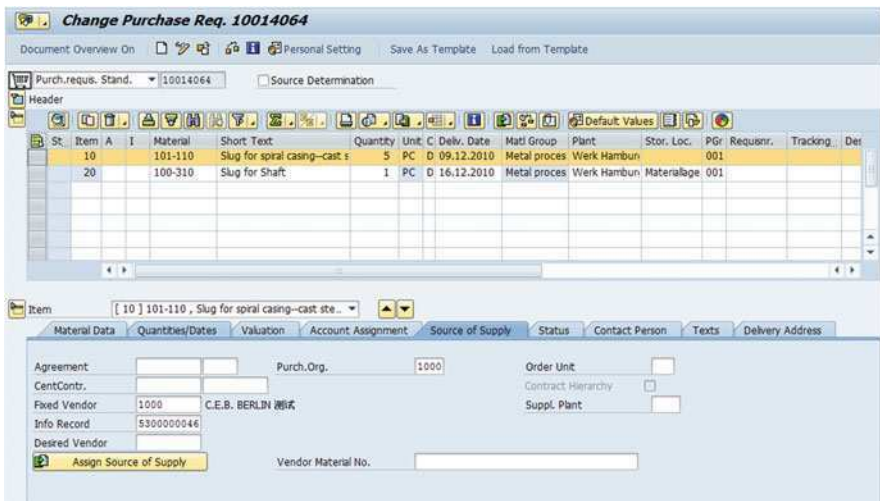 Change Purchase Req. 10014064
Document Overview On Personal Setting Save As Template Load from Template
Purch.requis. Stand. 10014064 Source Determination
Header
Default Values
St. Item A I Material Short Text Quantity Unit C Deliv. Date Matl Group Plant Stor. Loc. PGr Requisnr. Tracking Des
10 101-110 Slug for spiral casing--cast s 5 PC D 09.12.2010 Metal proces Werk Hamburg 001
20 100-310 Slug for Shaft 1 PC D 16.12.2010 Metal proces Werk Hamburg Materiallage 001
Item [ 10 ] 101-110 , Slug for spiral casing--cast ste..
Material Data Quantities/Dates Valuation Account Assignment Source of Supply Status Contact Person Texts Delivery Address
Agreement Purch.Org. 1000 Order Unit
CentContr. Contract Hierarchy
Fixed Vendor 1000 C.E.B. BERLIN 测试 Suppl. Plant
Info Record 5300000046
Desired Vendor
Assign Source of Supply Vendor Material No.